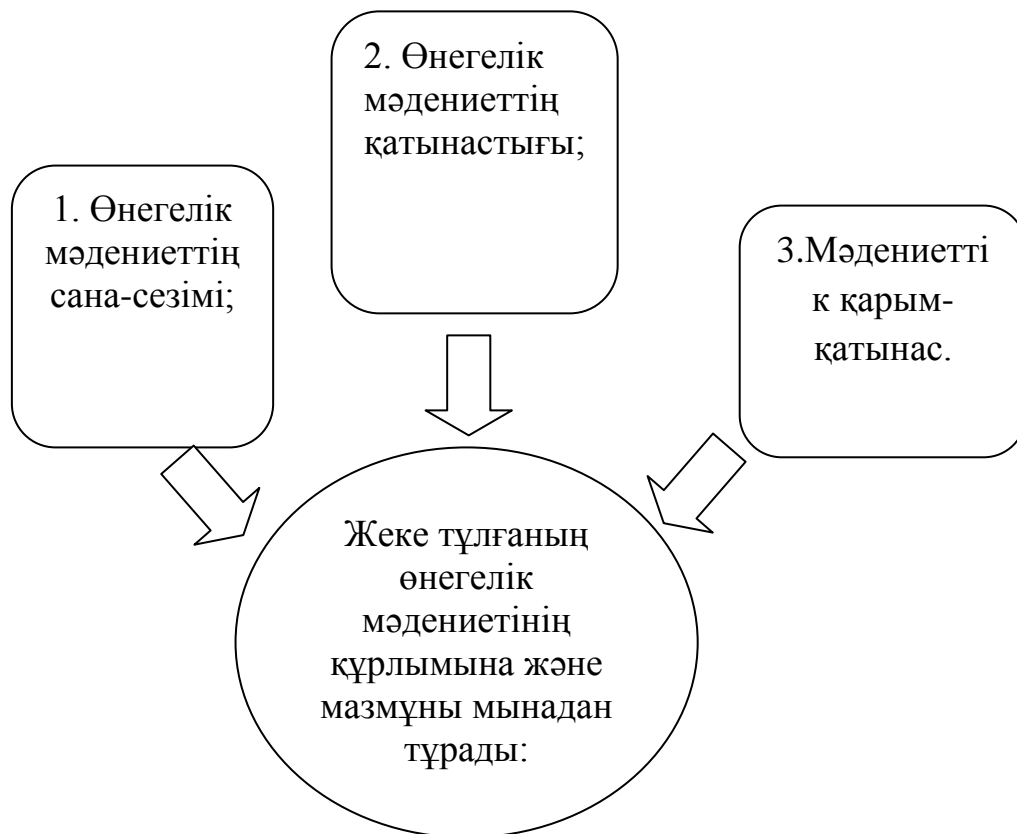 1. Өнегелік
мәдениеттің
сана-сезімі;
2. Өнегелік
мәдениеттің
қатынастығы;
3.Мәдениетті
к қарым-
қатынас.
Жеке тұлғаның
өнегелік
мәдениетінің
құрлымына және
мазмұны мынадан
тұрады: